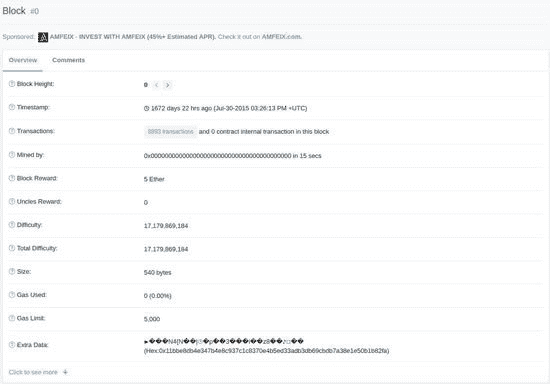 Block #0
Sponsored: AMFEIX - INVEST WITH AMFEIX (45%+ Estimated APR). Check it out on AMFEIX.com.
Overview Comments
Block Height: 0
Timestamp: 1672 days 22 hrs ago (Jul-30-2015 03:26:13 PM +UTC)
Transactions: 8893 transactions and 0 contract internal transaction in this block
Mined by: 0x0000000000000000000000000000000000000000 in 15 secs
Block Reward: 5 Ether
Uncles Reward: 0
Difficulty: 17,179,869,184
Total Difficulty: 17,179,869,184
Size: 540 bytes
Gas Used: 0 (0.00%)
Gas Limit: 5,000
Extra Data:
(Hex:0x11bbe8db4e347b4e8c937c1c8370e4b5ed33adb3db69cbdb7a38e1e50b1b82fa)
Click to see more